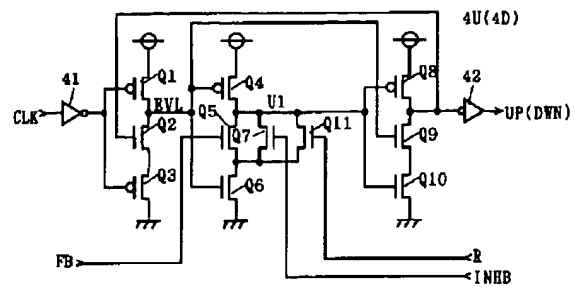 4U(4D)
41
Q1
Q4
Q8
42
CLK
EVL
U1
UP(DWN)
Q2
Q5
Q7
Q11
Q9
Q3
Q6
Q10
FB
R
INHB